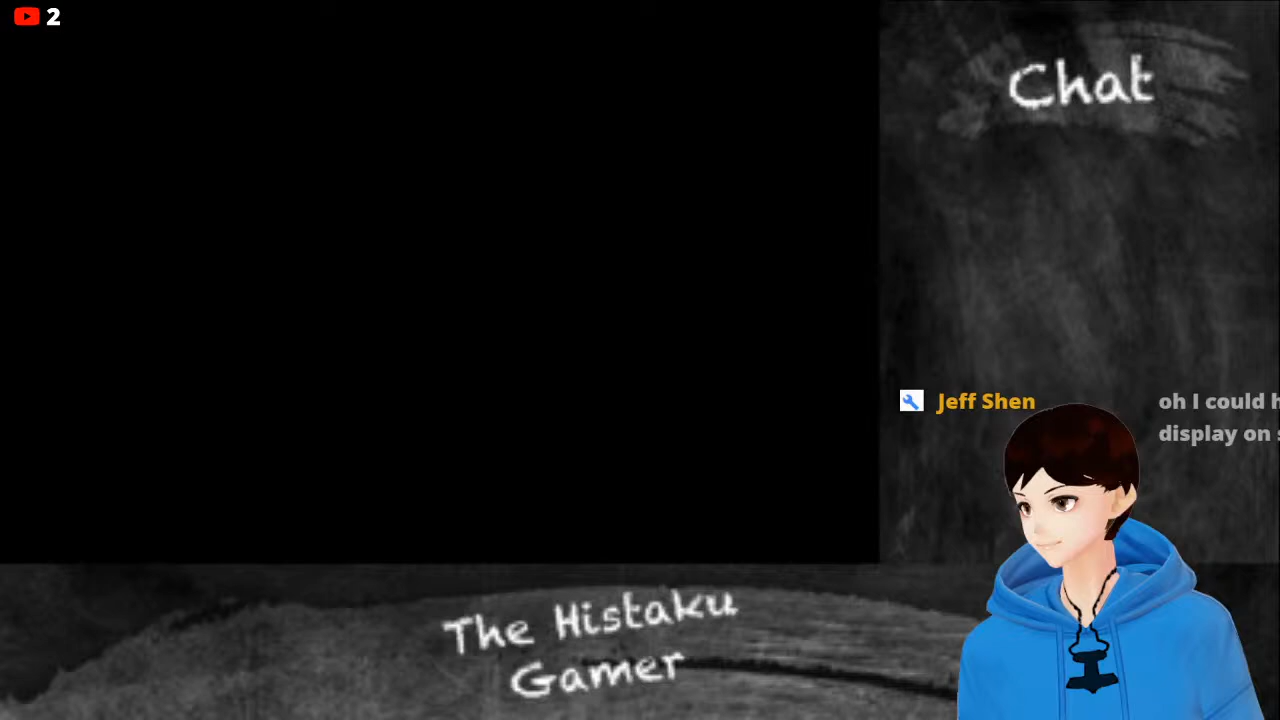 2
Chat
Jeff Shen
oh I could
display on
The Histaku
Gamer